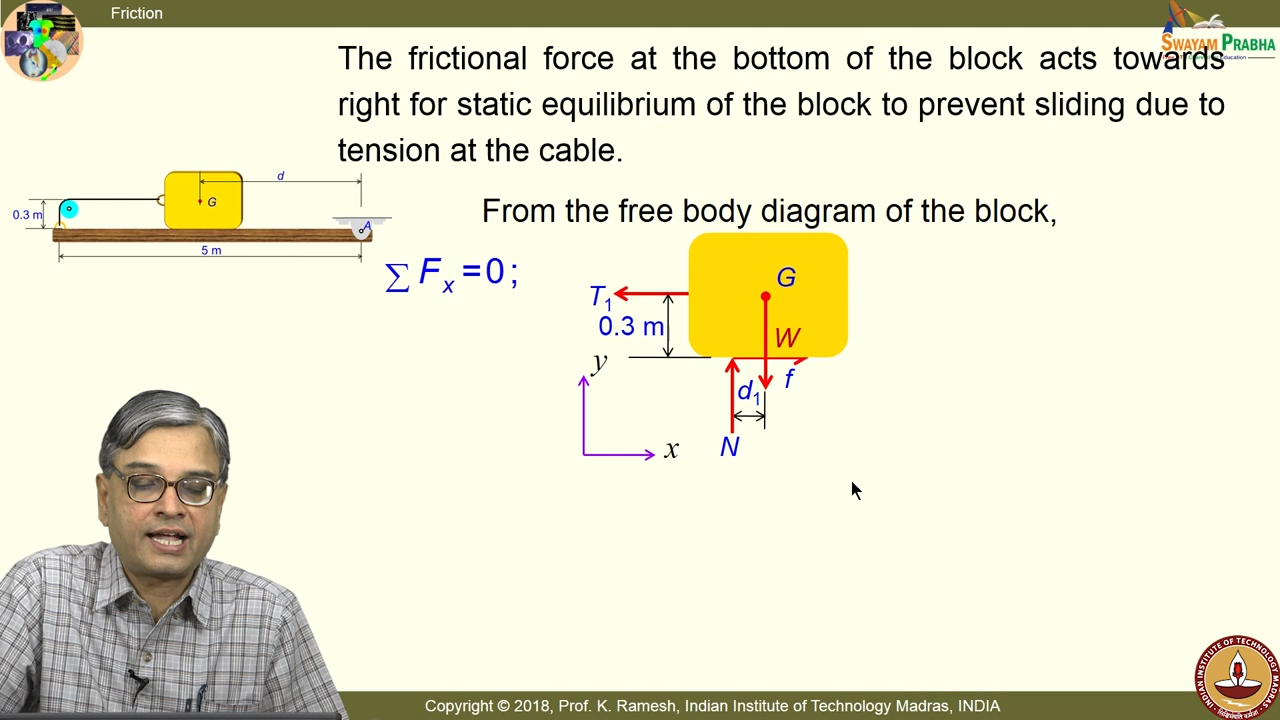 Friction
SWAYAM PRABHA
The frictional force at the bottom of the block acts towards
right for static equilibrium of the block to prevent sliding due to
tension at the cable.
d
G
0.3 m
A
5 m
From the free body diagram of the block,
∑ Fx = 0 ;
G
T1
0.3 m
W
y
f
d1
N
x
Copyright © 2018, Prof. K. Ramesh, Indian Institute of Technology Madras, INDIA